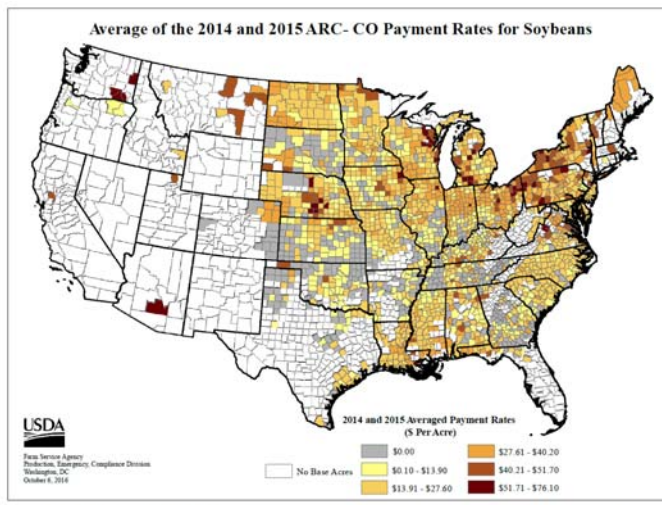 Average of the 2014 and 2015 ARC- CO Payment Rates for Soybeans
USDA
Farm Service Agency
Production, Emergency, Compliance Division
Washington, DC
October 6, 2016
2014 and 2015 Averaged Payment Rates
($ Per Acre)
No Base Acres
$0.00
$0.10 - $13.90
$13.91 - $27.60
$27.61 - $40.20
$40.21 - $51.70
$51.71 - $76.10